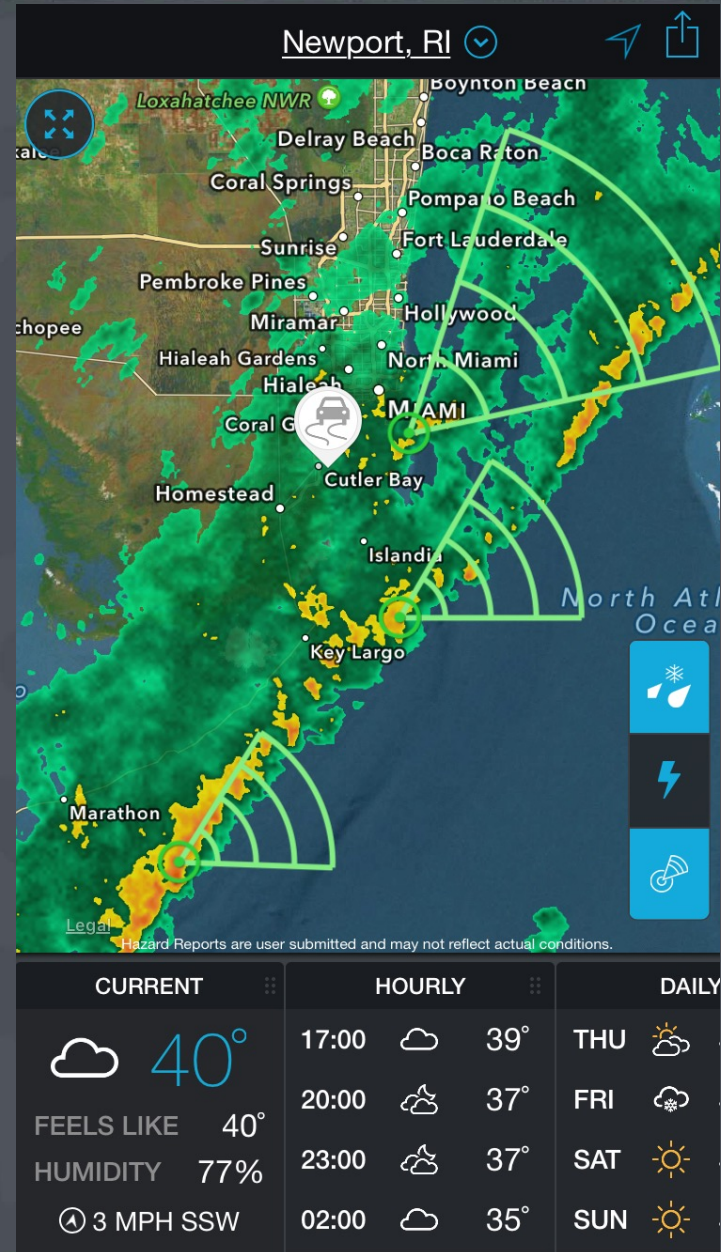 Newport, RI
Boynton Beach
Loxahatchee NWR
Delray Beach
Boca Raton
Coral Springs
Pompano Beach
Sunrise
Fort Lauderdale
Pembroke Pines
Miramar
Hollywood
chopee
Hialeah Gardens
North Miami
Hialeah
MIAMI
Coral G
Cutler Bay
Homestead
Islandia
North Atl
Ocea
Key Largo
Marathon
Legal
Hazard Reports are user submitted and may not reflect actual conditions.
CURRENT
40°
FEELS LIKE 40°
HUMIDITY 77%
3 MPH SSW
HOURLY
17:00 39°
20:00 37°
23:00 37°
02:00 35°
DAILY
THU
FRI
SAT
SUN